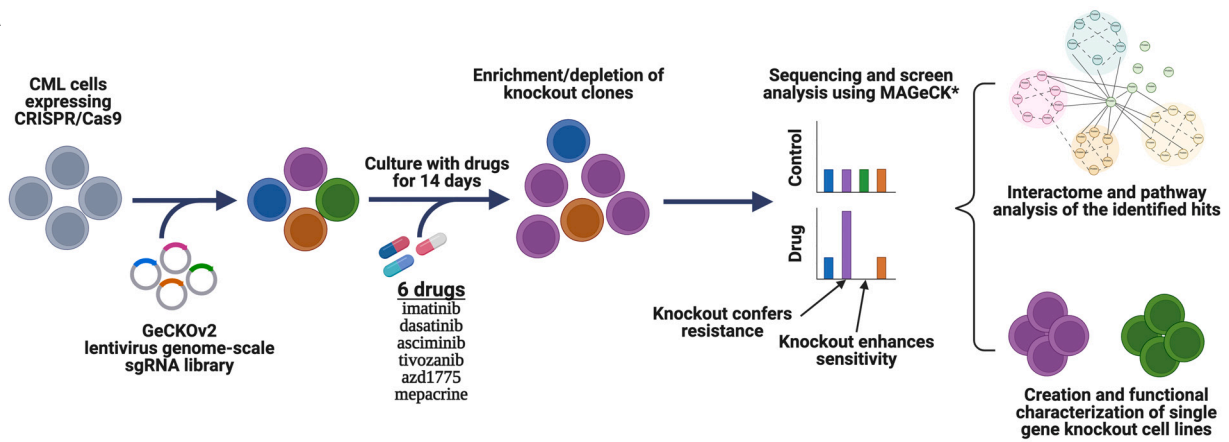 CML cells
expressing
CRISPR/Cas9
GeCKOv2
lentivirus genome-scale
sgRNA library
Culture with drugs
for 14 days
6 drugs
imatinib
dasatinib
asciminib
tivozanib
azd1775
mepacrine
Enrichment/depletion of
knockout clones
Sequencing and screen
analysis using MAGeCK*
Control
Drug
Knockout confers
resistance
Knockout enhances
sensitivity
Interactome and pathway
analysis of the identified hits
Creation and functional
characterization of single
gene knockout cell lines